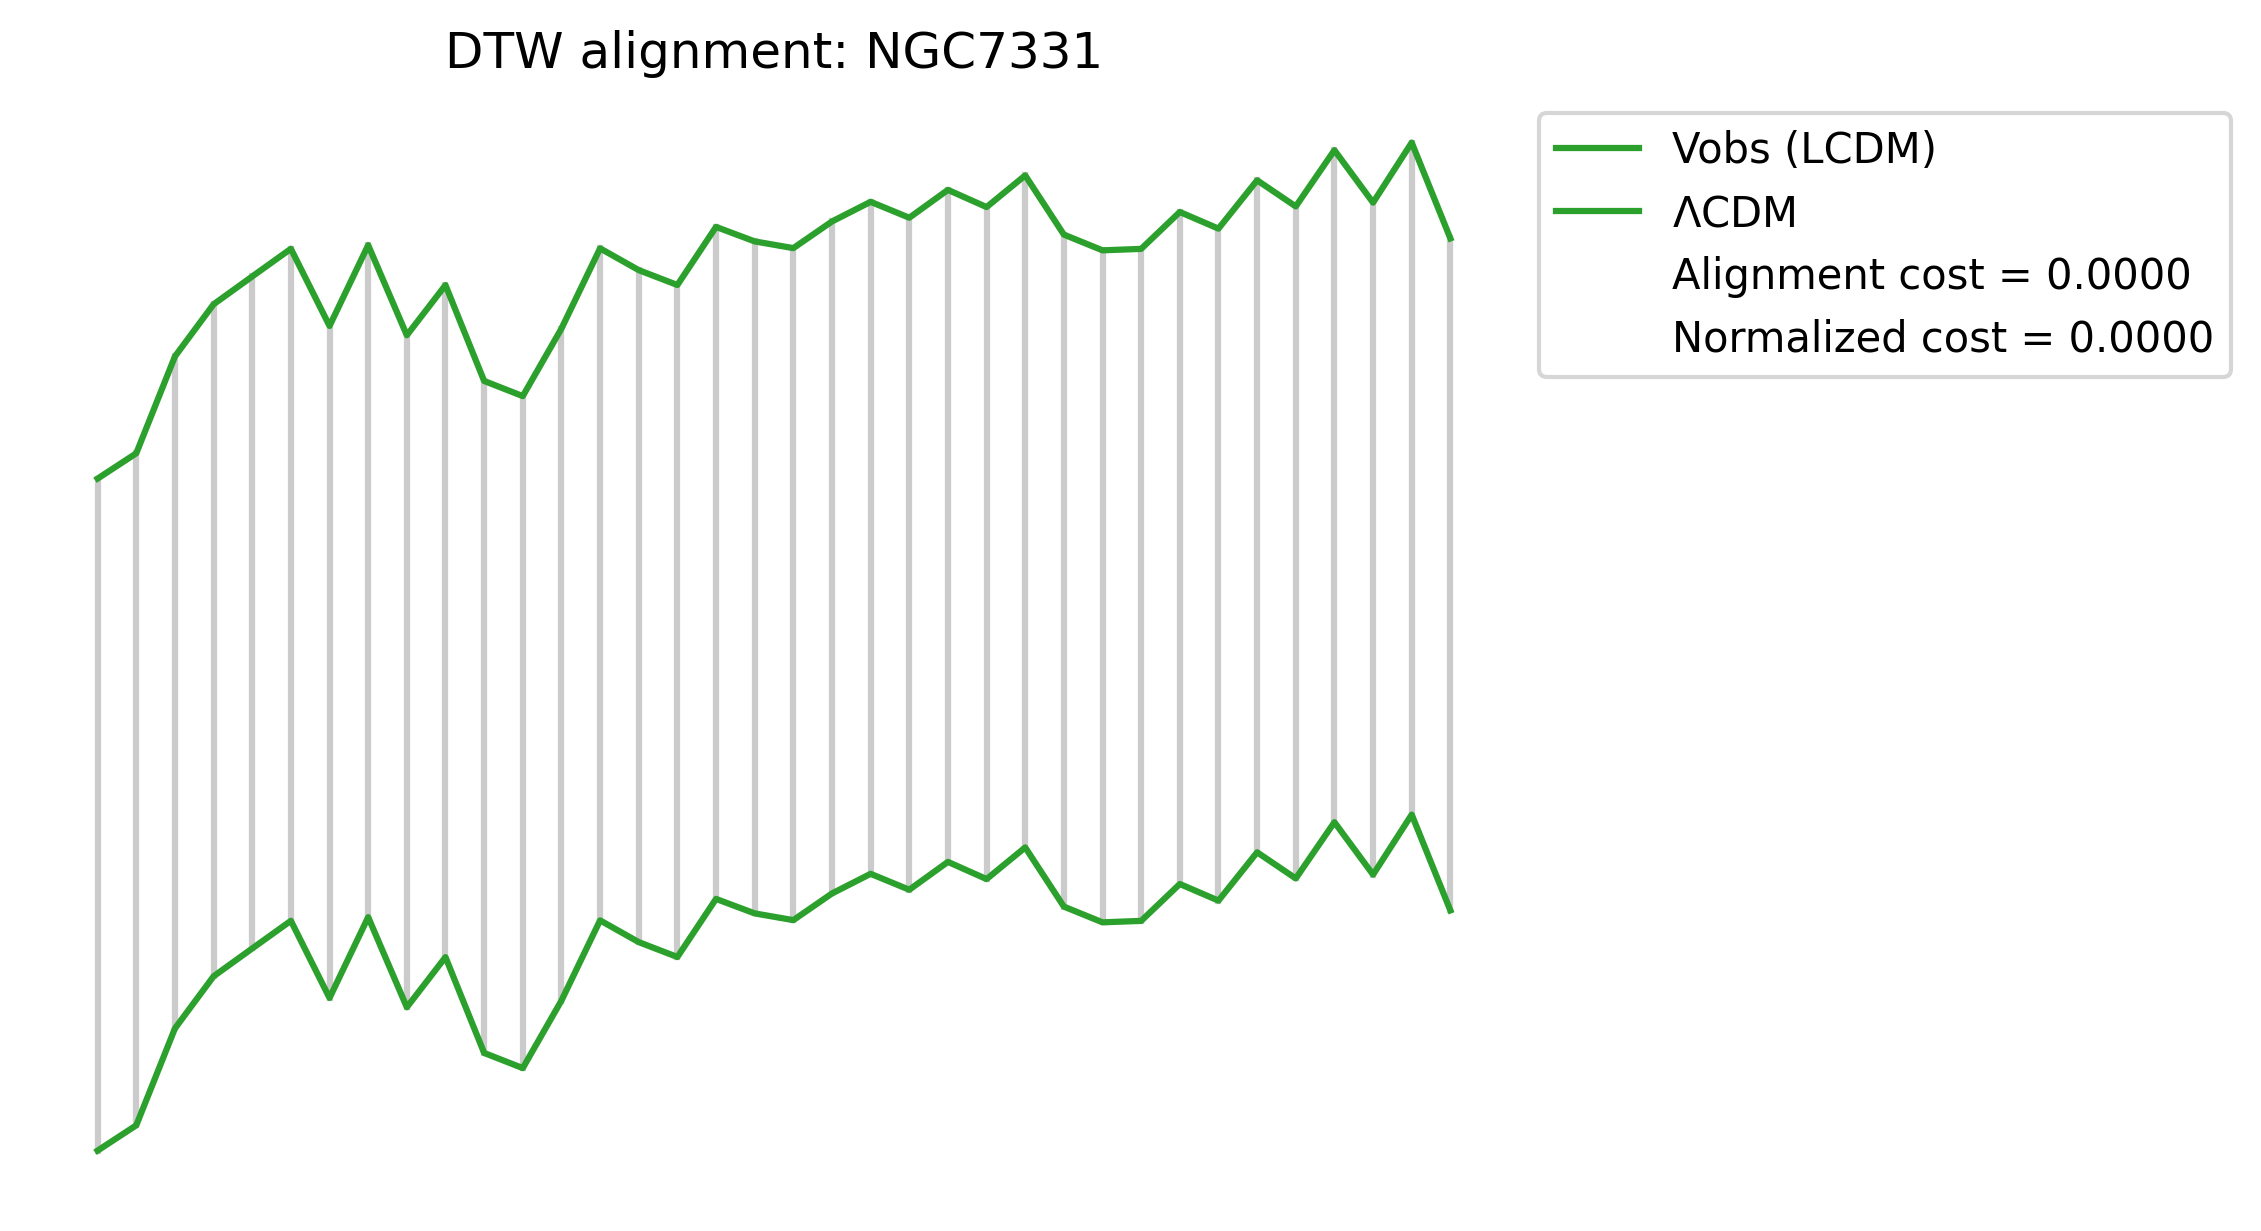 DTW alignment: NGC7331
Vobs (LCDM)
ΛCDM
Alignment cost = 0.0000
Normalized cost = 0.0000